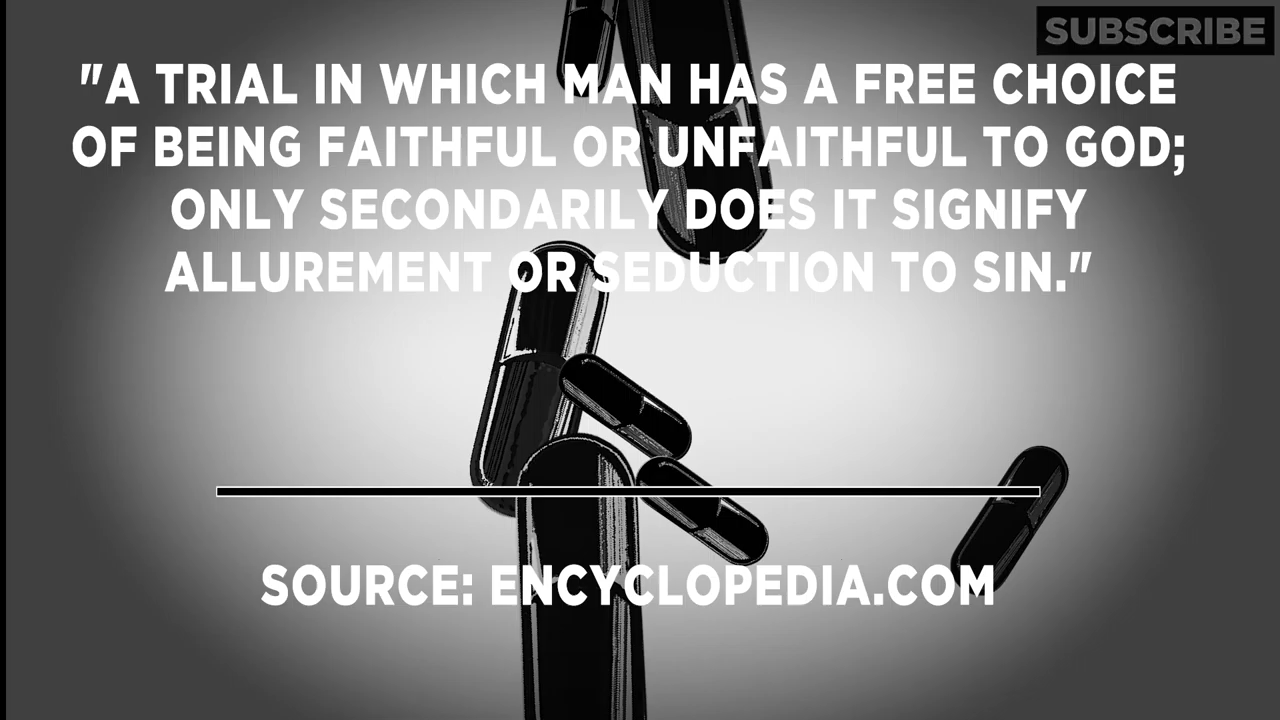 SUBSCRIBE
"A TRIAL IN WHICH MAN HAS A FREE CHOICE
OF BEING FAITHFUL OR UNFAITHFUL TO GOD;
ONLY SECONDARILY DOES IT SIGNIFY
ALLUREMENT OR SEDUCTION TO SIN."
SOURCE: ENCYCLOPEDIA.COM